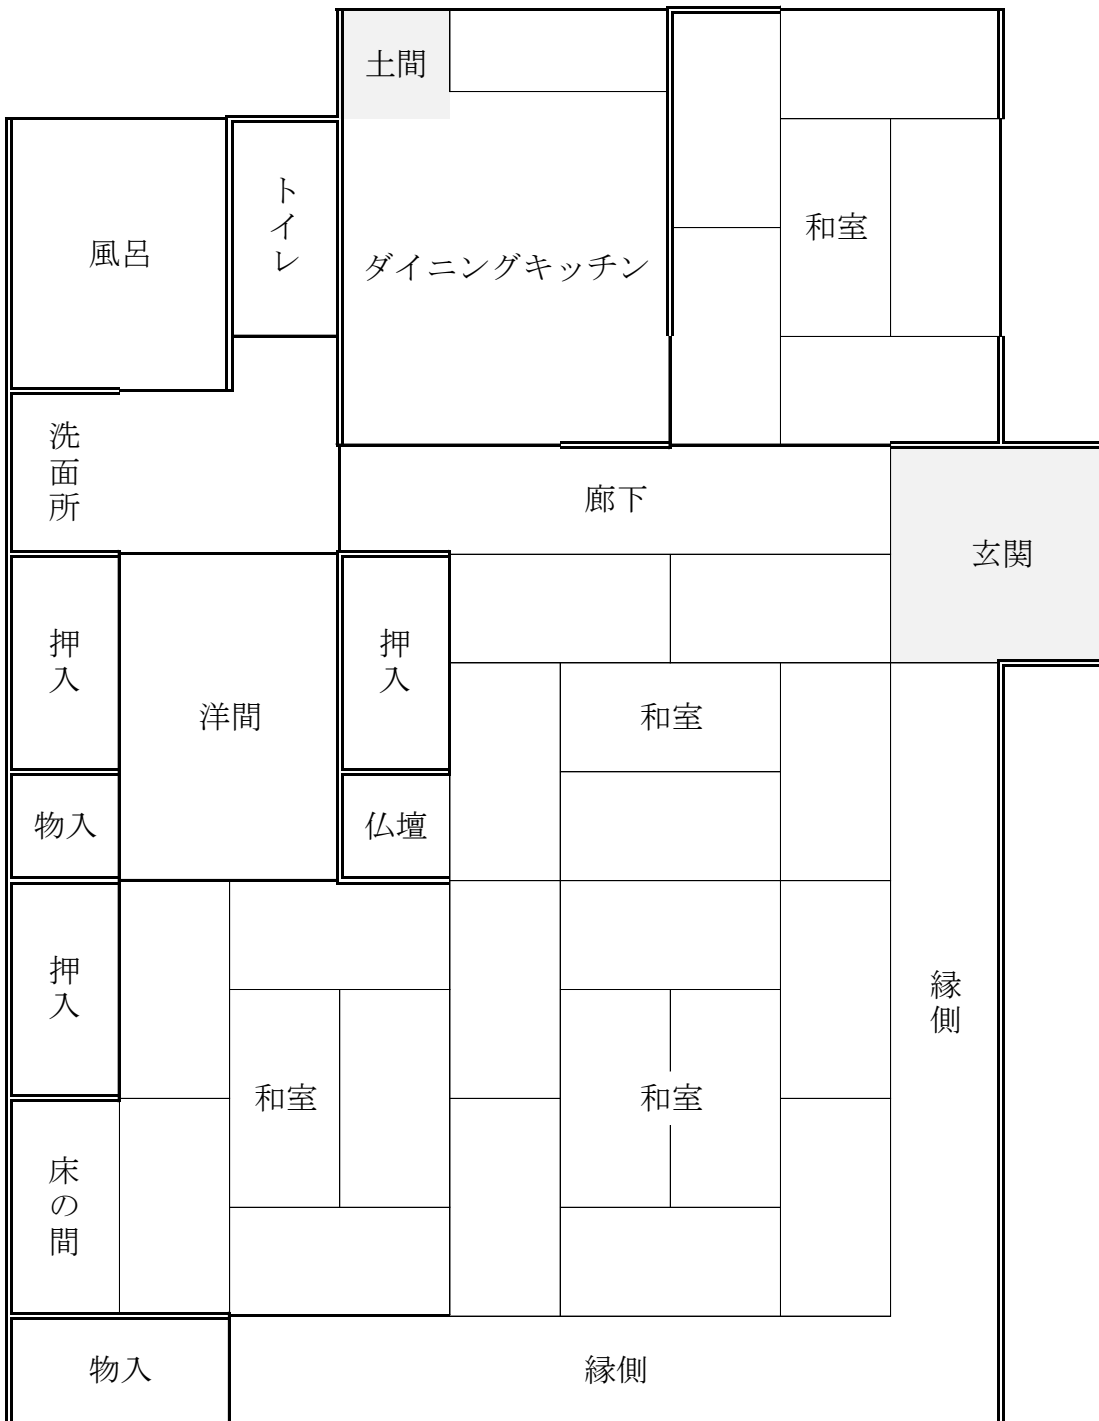 土間
トイレ
和室
風呂
ダイニングキッチン
洗面所
廊下
玄関
押入
押入
洋間
和室
物入
仏壇
押入
縁側
和室
和室
床の間
物入
縁側